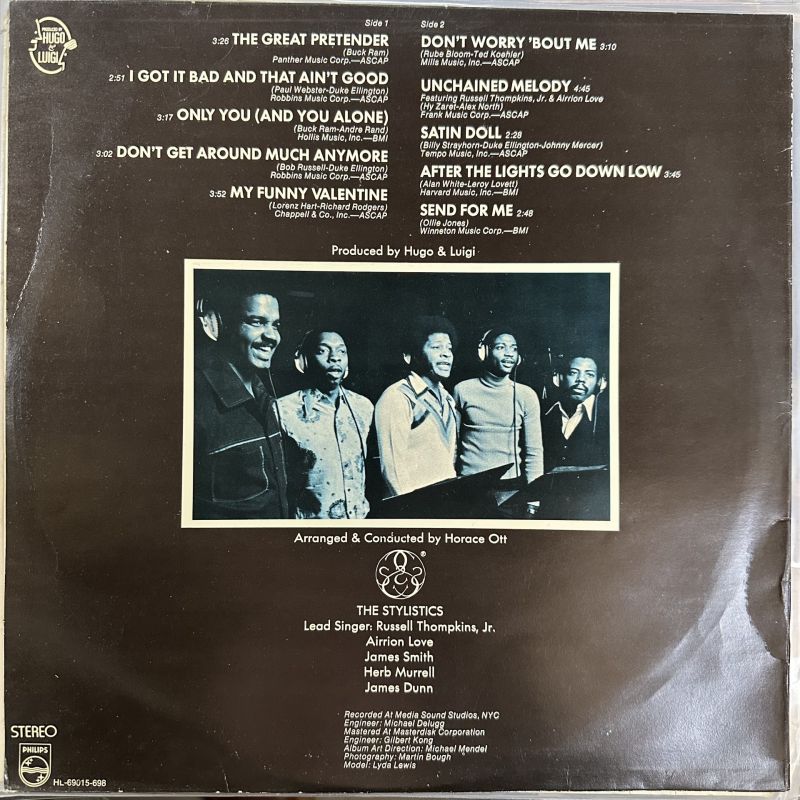 PRODUCED BY
HUGO
&
LUIGI
Side 1
3:26 THE GREAT PRETENDER
(Buck Ram)
Panther Music Corp.—ASCAP
2:51 I GOT IT BAD AND THAT AIN'T GOOD
(Paul Webster-Duke Ellington)
Robbins Music Corp.—ASCAP
3:17 ONLY YOU (AND YOU ALONE)
(Buck Ram-Andre Rand)
Hollis Music, Inc.—BMI
3:02 DON'T GET AROUND MUCH ANYMORE
(Bob Russell-Duke Ellington)
Robbins Music Corp.—ASCAP
3:52 MY FUNNY VALENTINE
(Lorenz Hart-Richard Rodgers)
Chappell & Co., Inc.—ASCAP
Side 2
DON'T WORRY 'BOUT ME 3:10
(Rube Bloom-Ted Koehler)
Mills Music, Inc.—ASCAP
UNCHAINED MELODY 4:45
Featuring Russell Thompkins, Jr. & Airrion Love
(Hy Zaret-Alex North)
Frank Music Corp.—ASCAP
SATIN DOLL 2:28
(Billy Strayhorn-Duke Ellington-Johnny Mercer)
Tempo Music, Inc.—ASCAP
AFTER THE LIGHTS GO DOWN LOW 3:45
(Alan White-Leroy Lovett)
Harvard Music, Inc.—BMI
SEND FOR ME 2:48
(Ollie Jones)
Winneton Music Corp.—BMI
Produced by Hugo & Luigi
Arranged & Conducted by Horace Ott
®
THE STYLISTICS
Lead Singer: Russell Thompkins, Jr.
Airrion Love
James Smith
Herb Murrell
James Dunn
Recorded At Media Sound Studios, NYC
Engineer: Michael Delugg
Mastered At Masterdisk Corporation
Engineer: Gilbert Kong
Album Art Direction: Michael Mendel
Photography: Martin Bough
Model: Lyda Lewis
STEREO
PHILIPS
HL-69015-698